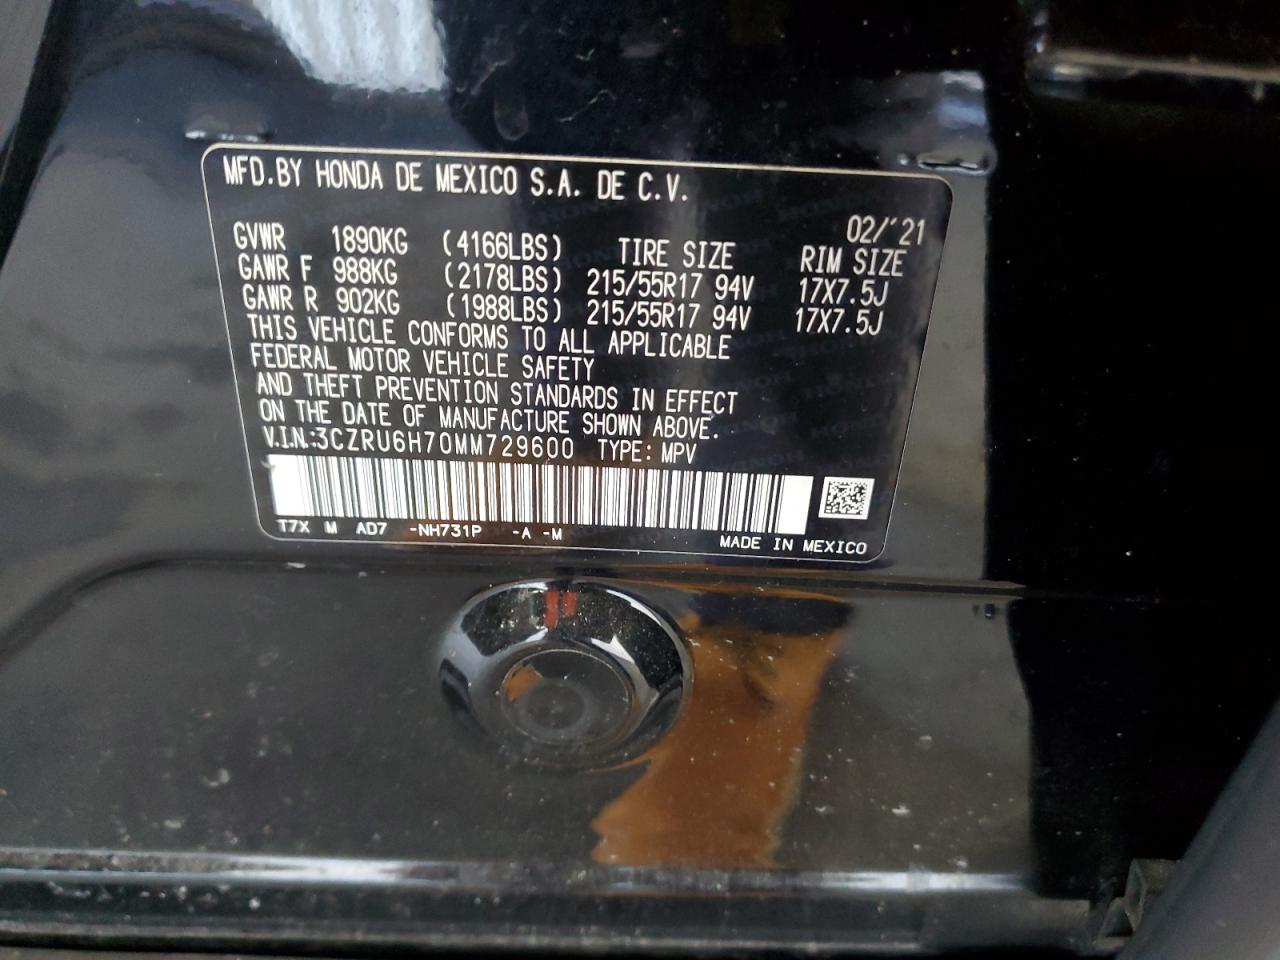 MFD.BY HONDA DE MEXICO S.A. DE C.V.
02/'21
GVWR 1890KG (4166LBS) TIRE SIZE RIM SIZE
GAWR F 988KG (2178LBS) 215/55R17 94V 17X7.5J
GAWR R 902KG (1988LBS) 215/55R17 94V 17X7.5J
THIS VEHICLE CONFORMS TO ALL APPLICABLE
FEDERAL MOTOR VEHICLE SAFETY
AND THEFT PREVENTION STANDARDS IN EFFECT
ON THE DATE OF MANUFACTURE SHOWN ABOVE.
V.I.N.:3CZRU6H70MM729600 TYPE: MPV
T7X M AD7 -NH731P -A -M
MADE IN MEXICO